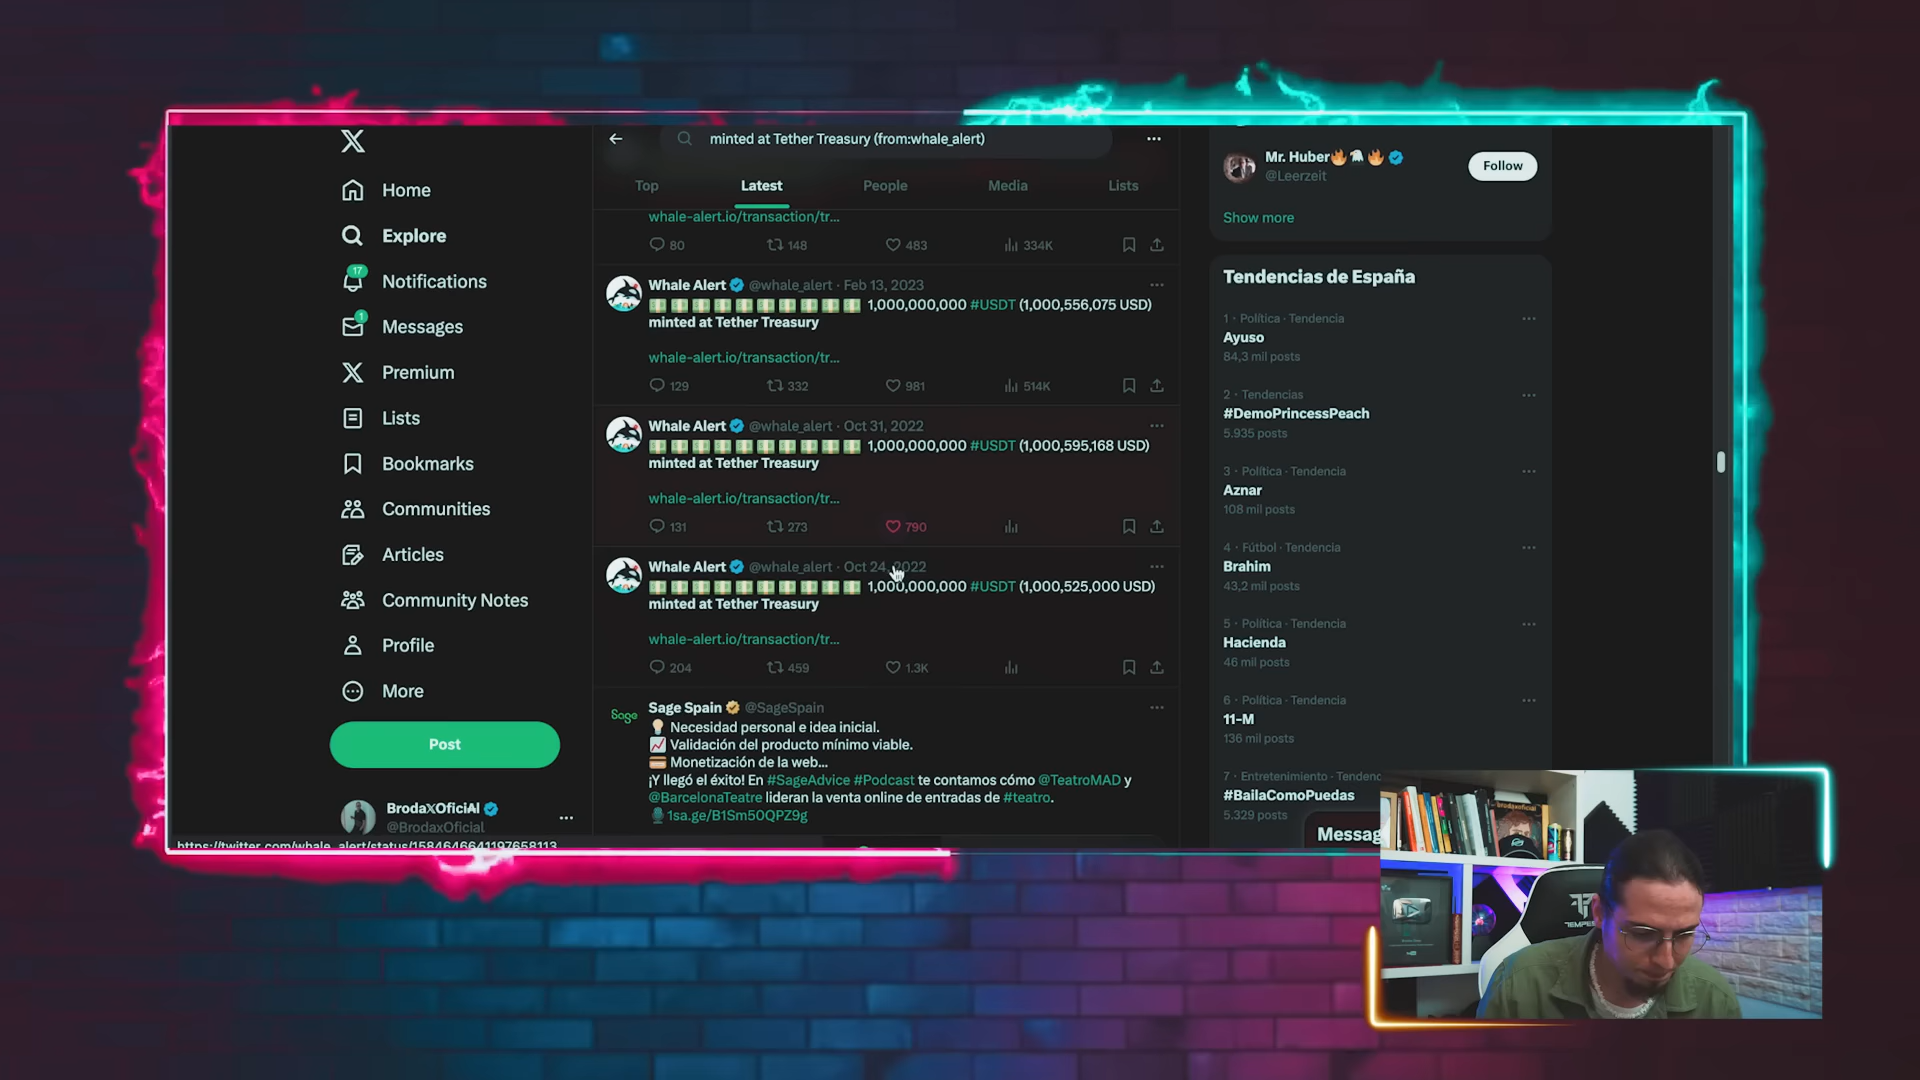 Home
Explore
17
Notifications
1
Messages
Premium
Lists
Bookmarks
Communities
Articles
Community Notes
Profile
More
Post
BrodaXOficiAl
@BrodaxOficial
minted at Tether Treasury (from:whale_alert)
Top
Latest
People
Media
Lists
whale-alert.io/transaction/tr...
80 148 483 334K
Whale Alert @whale_alert · Feb 13, 2023
1,000,000,000 #USDT (1,000,556,075 USD)
minted at Tether Treasury
whale-alert.io/transaction/tr...
129 332 981 514K
Whale Alert @whale_alert · Oct 31, 2022
1,000,000,000 #USDT (1,000,595,168 USD)
minted at Tether Treasury
whale-alert.io/transaction/tr...
131 273 790
Whale Alert @whale_alert · Oct 24, 2022
1,000,000,000 #USDT (1,000,525,000 USD)
minted at Tether Treasury
whale-alert.io/transaction/tr...
204 459 1.3K
Sage
Sage Spain @SageSpain
Necesidad personal e idea inicial.
Validación del producto mínimo viable.
Monetización de la web...
¡Y llegó el éxito! En #SageAdvice #Podcast te contamos cómo @TeatroMAD y
@BarcelonaTeatre lideran la venta online de entradas de #teatro.
1sa.ge/B1Sm50QPZ9g
https://twitter.com/whale_alert/status/1584646641197658113
Mr. Huber
@Leerzeit
Follow
Show more
Tendencias de España
1 · Política · Tendencia
Ayuso
84,3 mil posts
2 · Tendencias
#DemoPrincessPeach
5.935 posts
3 · Política · Tendencia
Aznar
108 mil posts
4 · Fútbol · Tendencia
Brahim
43,2 mil posts
5 · Política · Tendencia
Hacienda
46 mil posts
6 · Política · Tendencia
11-M
136 mil posts
7 · Entretenimiento · Tendenc
#BailaComoPuedas
5.329 posts
Messag